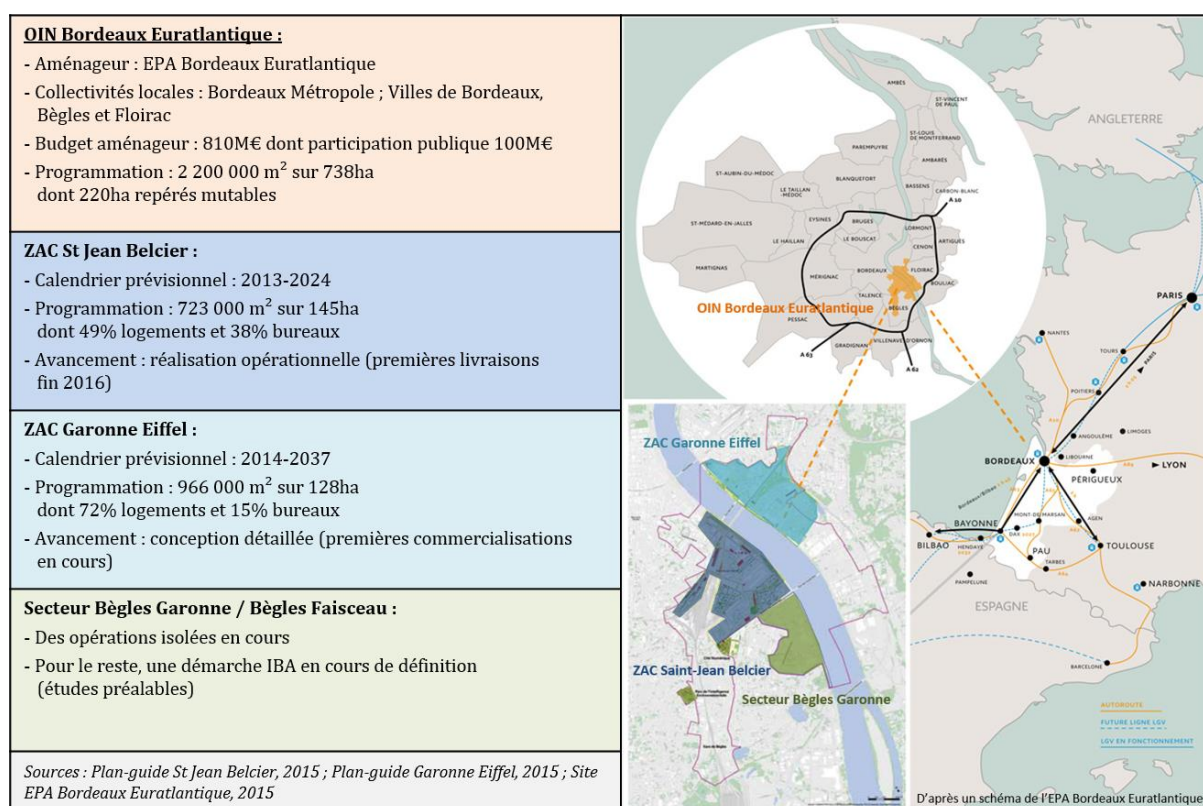 OIN Bordeaux Euratlantique :
- Aménageur : EPA Bordeaux Euratlantique
- Collectivités locales : Bordeaux Métropole ; Villes de Bordeaux,
Bègles et Floirac
- Budget aménageur : 810M€ dont participation publique 100M€
- Programmation : 2 200 000 m² sur 738ha
dont 220ha repérés mutables
ZAC St Jean Belcier :
- Calendrier prévisionnel : 2013-2024
- Programmation : 723 000 m² sur 145ha
dont 49% logements et 38% bureaux
- Avancement : réalisation opérationnelle (premières livraisons
fin 2016)
ZAC Garonne Eiffel :
- Calendrier prévisionnel : 2014-2037
- Programmation : 966 000 m² sur 128ha
dont 72% logements et 15% bureaux
- Avancement : conception détaillée (premières commercialisations
en cours)
Secteur Bègles Garonne / Bègles Faisceau :
- Des opérations isolées en cours
- Pour le reste, une démarche IBA en cours de définition
(études préalables)
Sources : Plan-guide St Jean Belcier, 2015 ; Plan-guide Garonne Eiffel, 2015 ; Site
EPA Bordeaux Euratlantique, 2015
AMBÈS
ST-VINCENT
DE PAUL
ST-LOUIS
DE MONTFERRAND
PAREMPUYRE
AMBARÈS
ST-AUBIN-DU-MÉDOC
BLANQUEFORT
BASSENS
LE TAILLAN
-MÉDOC
CARBON-BLANC
A 10
ST-MÉDARD-EN-JALLES
EYSINES
BRUGES
LORMONT
LE HAILLAN
LE BOUSCAT
CENON
ARTIGUES
MARTIGNAS
MÉRIGNAC
BORDEAUX
FLOIRAC
BOULIAC
TALENCE
BÈGLES
OIN Bordeaux Euratlantique
PESSAC
GRADIGNAN
VILLENAVE D'ORNON
A 63
A 62
ZAC Garonne Eiffel
ZAC Saint-Jean Belcier
Secteur Bègles Garonne
ANGLETERRE
PARIS
NANTES
TOURS
PARIS
POITIERS
ANGOULÊME
LIMOGES
LIBOURNE
BORDEAUX
LYON
PÉRIGUEUX
Bordeaux-Bilbao
MONT-DE-MARSAN
AGEN
BAYONNE
DAX
BILBAO
HENDAYE
TOULOUSE
PAU
TARBES
A64
PAMPELUNE
NARBONNE
ESPAGNE
BARCELONE
AUTOROUTE
FUTURE LIGNE LGV
LGV EN FONCTIONNEMENT
D'après un schéma de l'EPA Bordeaux Euratlantique